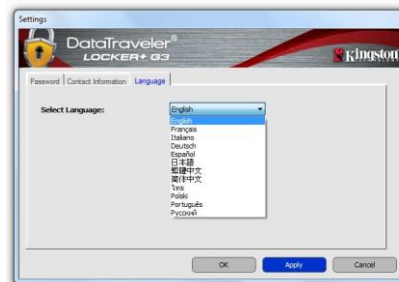 Settings
DataTraveler®
LOCKER+ G3
Kingston
Password
Contact Information
Language
Select Language:
English
English
Français
Italiano
Deutsch
Español
日本語
繁體中文
简体中文
ไทย
Polski
Português
Русский
OK
Apply
Cancel